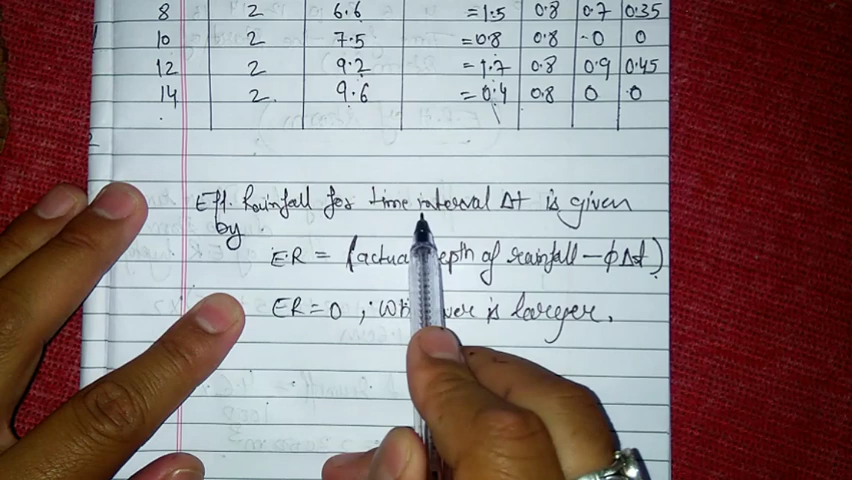 8 2 6.6 =1.5 0.8 0.7 0.35
10 2 7.5 =0.8 0.8 -0 0
12 2 9.2 =1.7 0.8 0.9 0.45
14 2 9.6 =0.4 0.8 0 0
Eff. Rainfall for time interval Δt is given
by
ER = (actual depth of rainfall - φΔt)
ER=0, is larger.